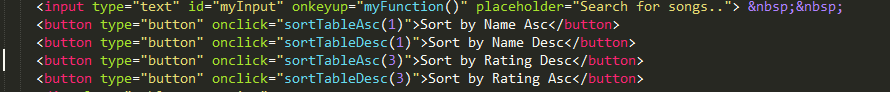 <input type="text" id="myInput" onkeyup="myFunction()" placeholder="Search for songs.."> &nbsp;&nbsp;
<button type="button" onclick="sortTableAsc(1)">Sort by Name Asc</button>
<button type="button" onclick="sortTableDesc(1)">Sort by Name Desc</button>
<button type="button" onclick="sortTableAsc(3)">Sort by Rating Desc</button>
<button type="button" onclick="sortTableDesc(3)">Sort by Rating Asc</button>